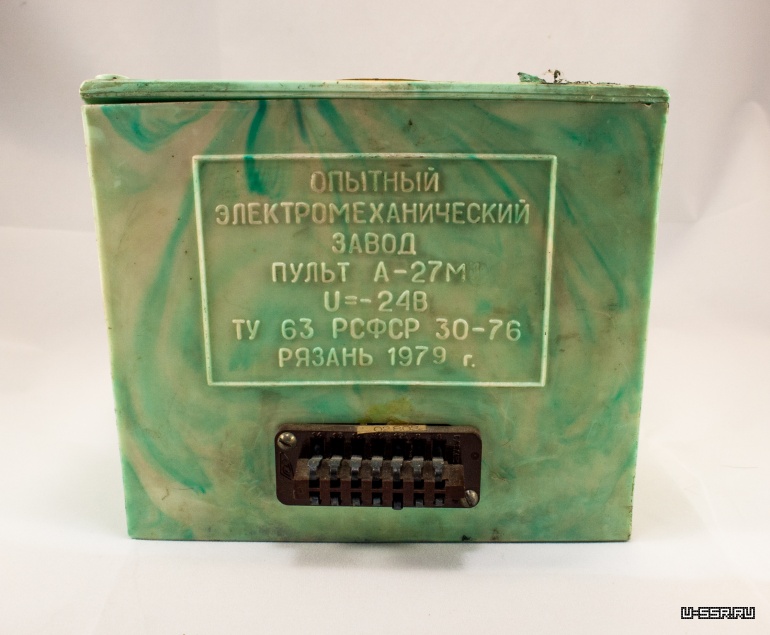 ОПЫТНЫЙ
ЭЛЕКТРОМЕХАНИЧЕСКИЙ
ЗАВОД
ПУЛЬТ А-27М
U=-24В
ТУ 63 РСФСР 30-76
РЯЗАНЬ 1979 г.
U-SSR.RU